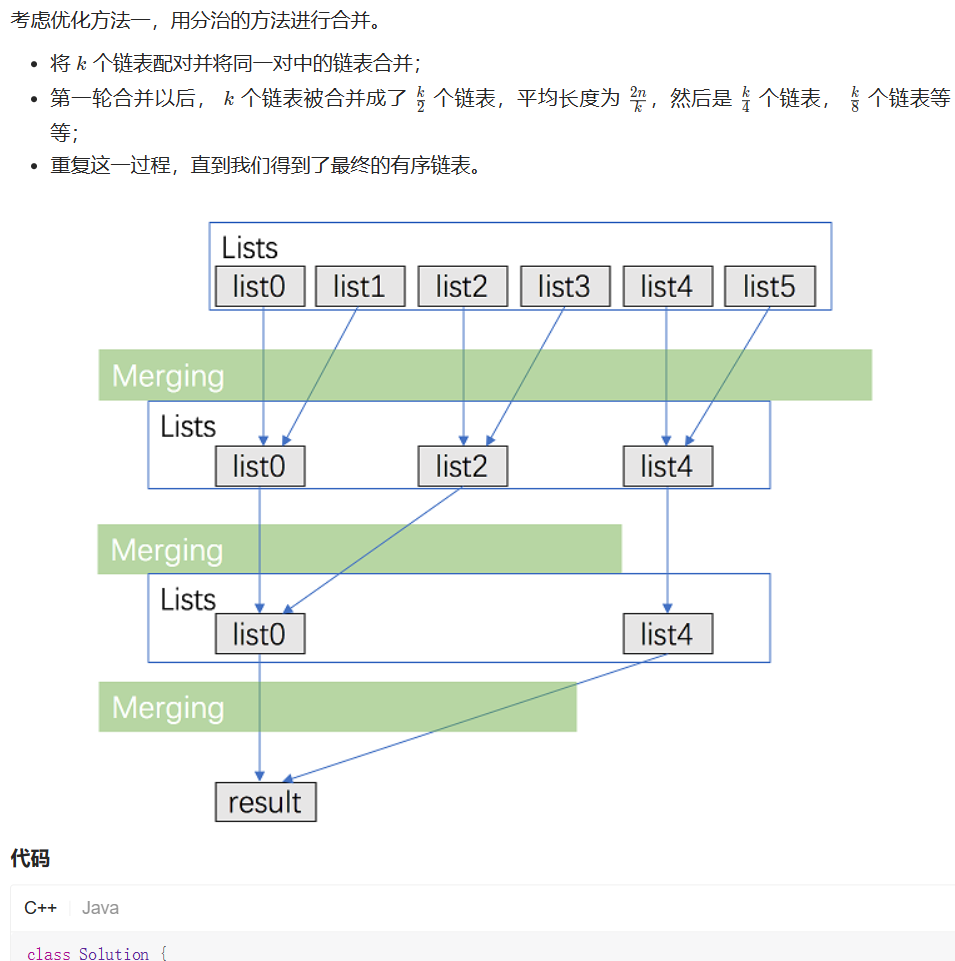 考虑优化方法一，用分治的方法进行合并。
• 将 k 个链表配对并将同一对中的链表合并；
• 第一轮合并以后， k 个链表被合并成了 k/2 个链表，平均长度为 2n/k，然后是 k/4 个链表， k/8 个链表等
等；
• 重复这一过程，直到我们得到了最终的有序链表。
Lists
list0 list1 list2 list3 list4 list5
Merging
Lists
list0 list2 list4
Merging
Lists
list0 list4
Merging
result
代码
C++ Java
class Solution {